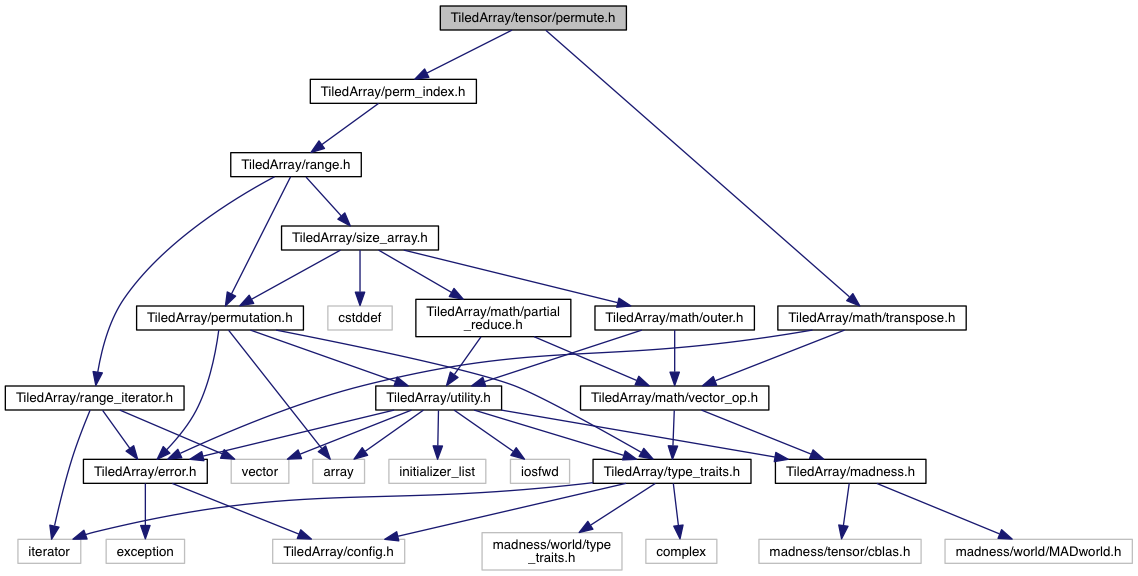 TiledArray/tensor/permute.h
TiledArray/perm_index.h
TiledArray/range.h
TiledArray/size_array.h
TiledArray/permutation.h
cstddef
TiledArray/math/partial
_reduce.h
TiledArray/math/outer.h
TiledArray/math/transpose.h
TiledArray/range_iterator.h
TiledArray/utility.h
TiledArray/math/vector_op.h
TiledArray/error.h
vector
array
initializer_list
iosfwd
TiledArray/type_traits.h
TiledArray/madness.h
iterator
exception
TiledArray/config.h
madness/world/type
_traits.h
complex
madness/tensor/cblas.h
madness/world/MADworld.h